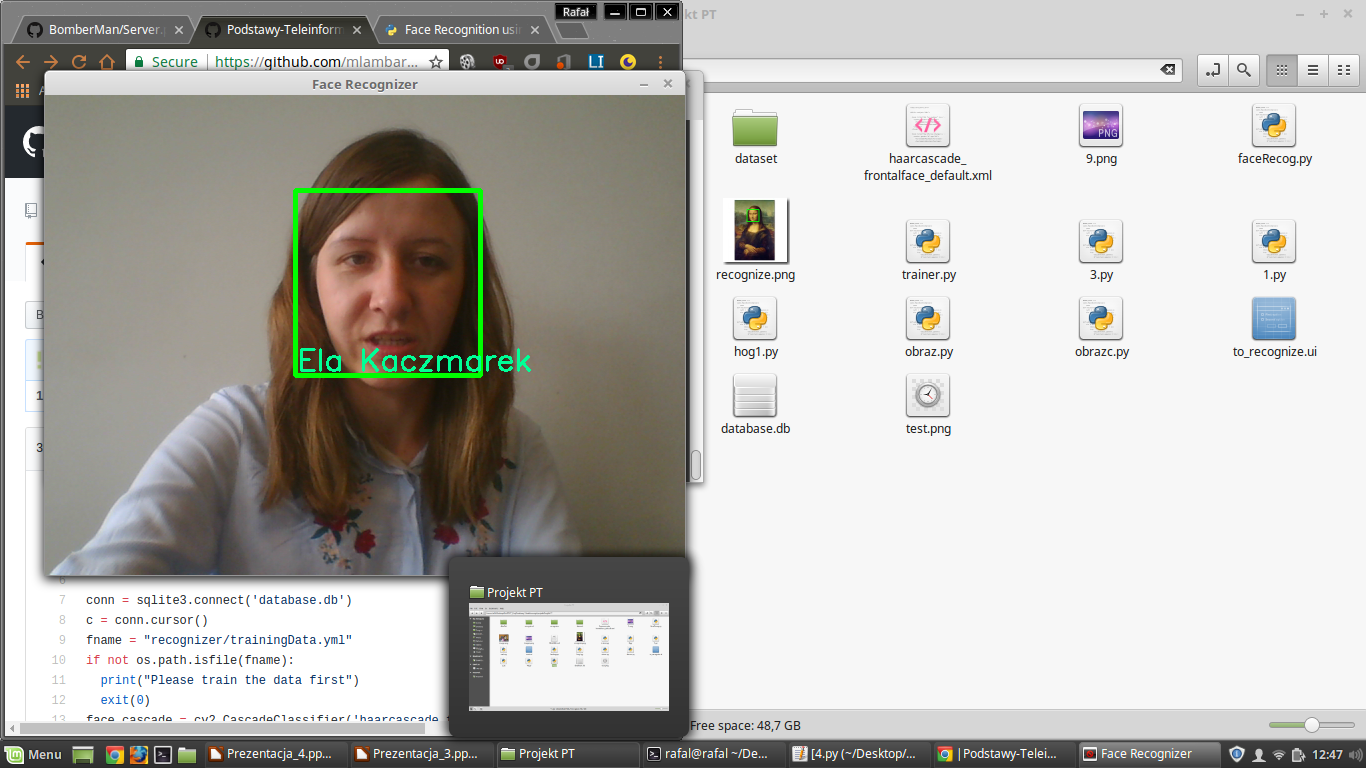 Rafał
BomberMan/Server.
Podstawy-Teleinform
Face Recognition usin
kt PT
Secure
https://github.com/mlambar...
Face Recognizer
Ela Kaczmarek
dataset
haarcascade_
frontalface_default.xml
9.png
faceRecog.py
recognize.png
trainer.py
3.py
1.py
hog1.py
obraz.py
obrazc.py
to_recognize.ui
database.db
test.png
Projekt PT
6
7 conn = sqlite3.connect('database.db')
8 c = conn.cursor()
9 fname = "recognizer/trainingData.yml"
10 if not os.path.isfile(fname):
11 print("Please train the data first")
12 exit(0)
13 face_cascade = cv2.CascadeClassifier('haarcascade_
Free space: 48,7 GB
Menu
Prezentacja_4.pp...
Prezentacja_3.pp...
Projekt PT
rafal@rafal ~/De...
[4.py (~/Desktop/...
|Podstawy-Telei...
Face Recognizer
12:47